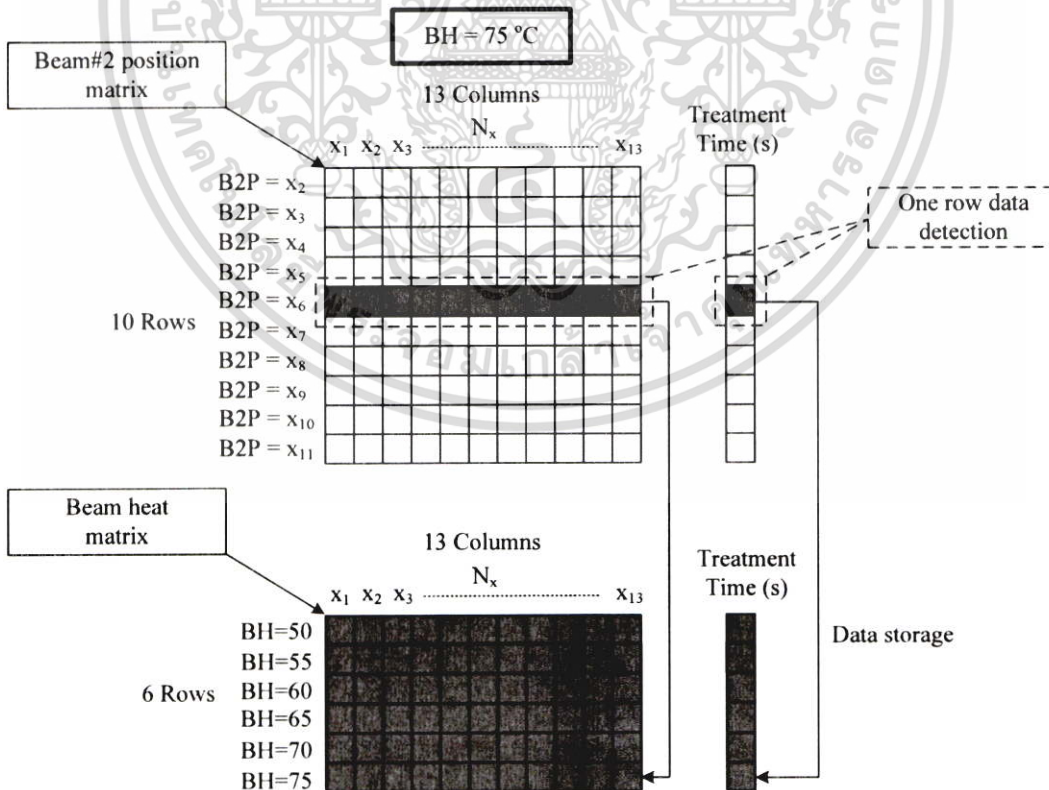 BH = 75 °C
Beam#2 position
matrix
13 Columns
Nₓ
x₁ x₂ x₃ ........................................ x₁₃
Treatment
Time (s)
B2P = x₂
B2P = x₃
B2P = x₄
B2P = x₅
B2P = x₆
B2P = x₇
B2P = x₈
B2P = x₉
B2P = x₁₀
B2P = x₁₁
10 Rows
One row data
detection
Beam heat
matrix
13 Columns
Nₓ
x₁ x₂ x₃ ........................................ x₁₃
Treatment
Time (s)
BH=50
BH=55
BH=60
BH=65
BH=70
BH=75
6 Rows
Data storage